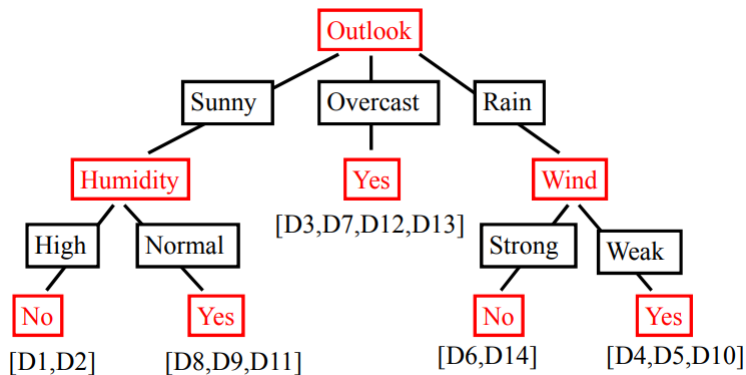 Outlook
Sunny Overcast Rain
Humidity Yes Wind
[D3,D7,D12,D13]
High Normal Strong Weak
No Yes No Yes
[D1,D2] [D8,D9,D11] [D6,D14] [D4,D5,D10]